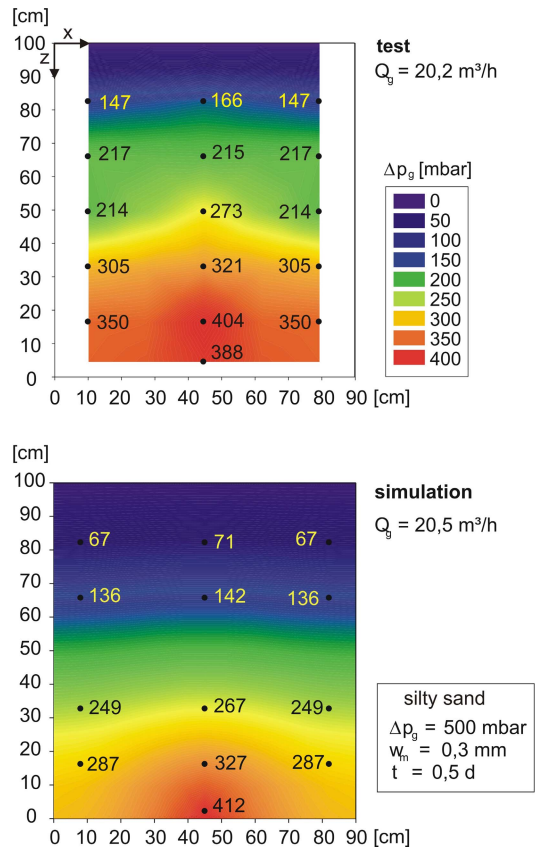 [cm]
x
z
100
90
80
70
60
50
40
30
20
10
0
0 10 20 30 40 50 60 70 80 90 [cm]
147 166 147
217 215 217
214 273 214
305 321 305
350 404 350
388
test
Qg = 20,2 m³/h
Δpg [mbar]
0
50
100
150
200
250
300
350
400
[cm]
100
90
80
70
60
50
40
30
20
10
0
0 10 20 30 40 50 60 70 80 90 [cm]
67 71 67
136 142 136
249 267 249
287 327 287
412
simulation
Qg = 20,5 m³/h
silty sand
Δpg = 500 mbar
wm = 0,3 mm
t = 0,5 d